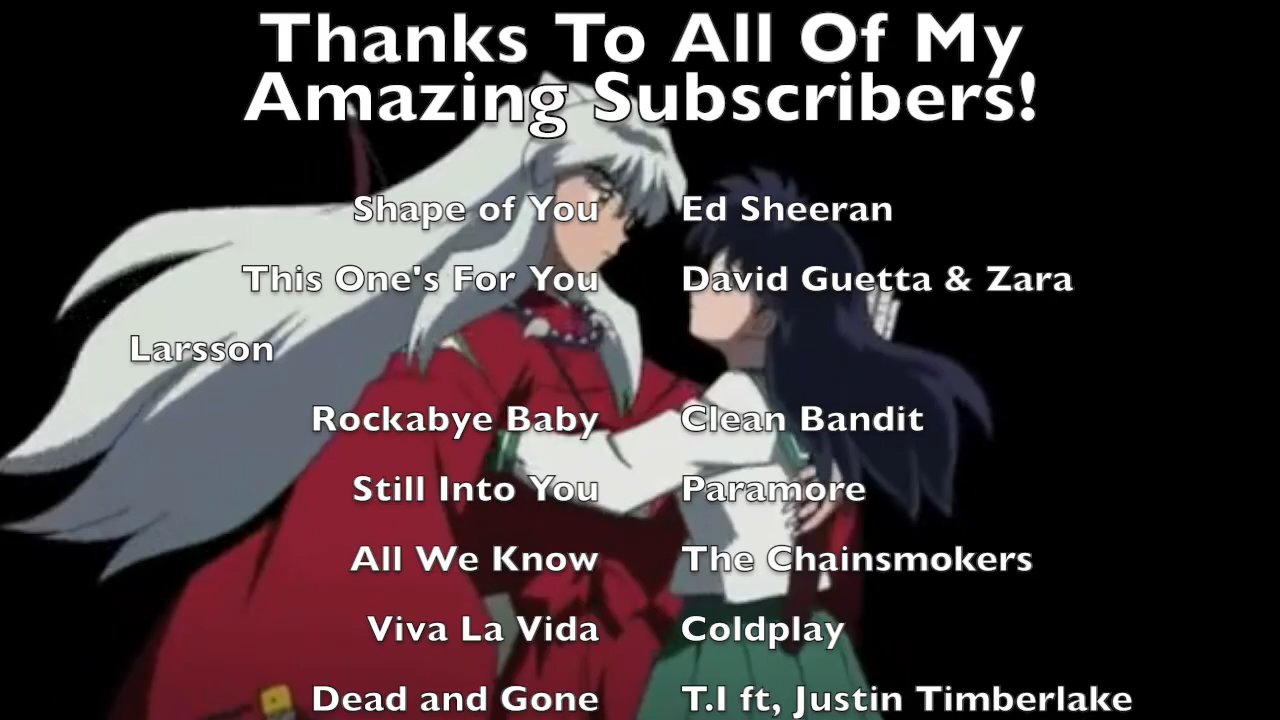 Thanks To All Of My
Amazing Subscribers!
Shape of You Ed Sheeran
This One's For You David Guetta & Zara
Larsson
Rockabye Baby Clean Bandit
Still Into You Paramore
All We Know The Chainsmokers
Viva La Vida Coldplay
Dead and Gone T.I ft, Justin Timberlake